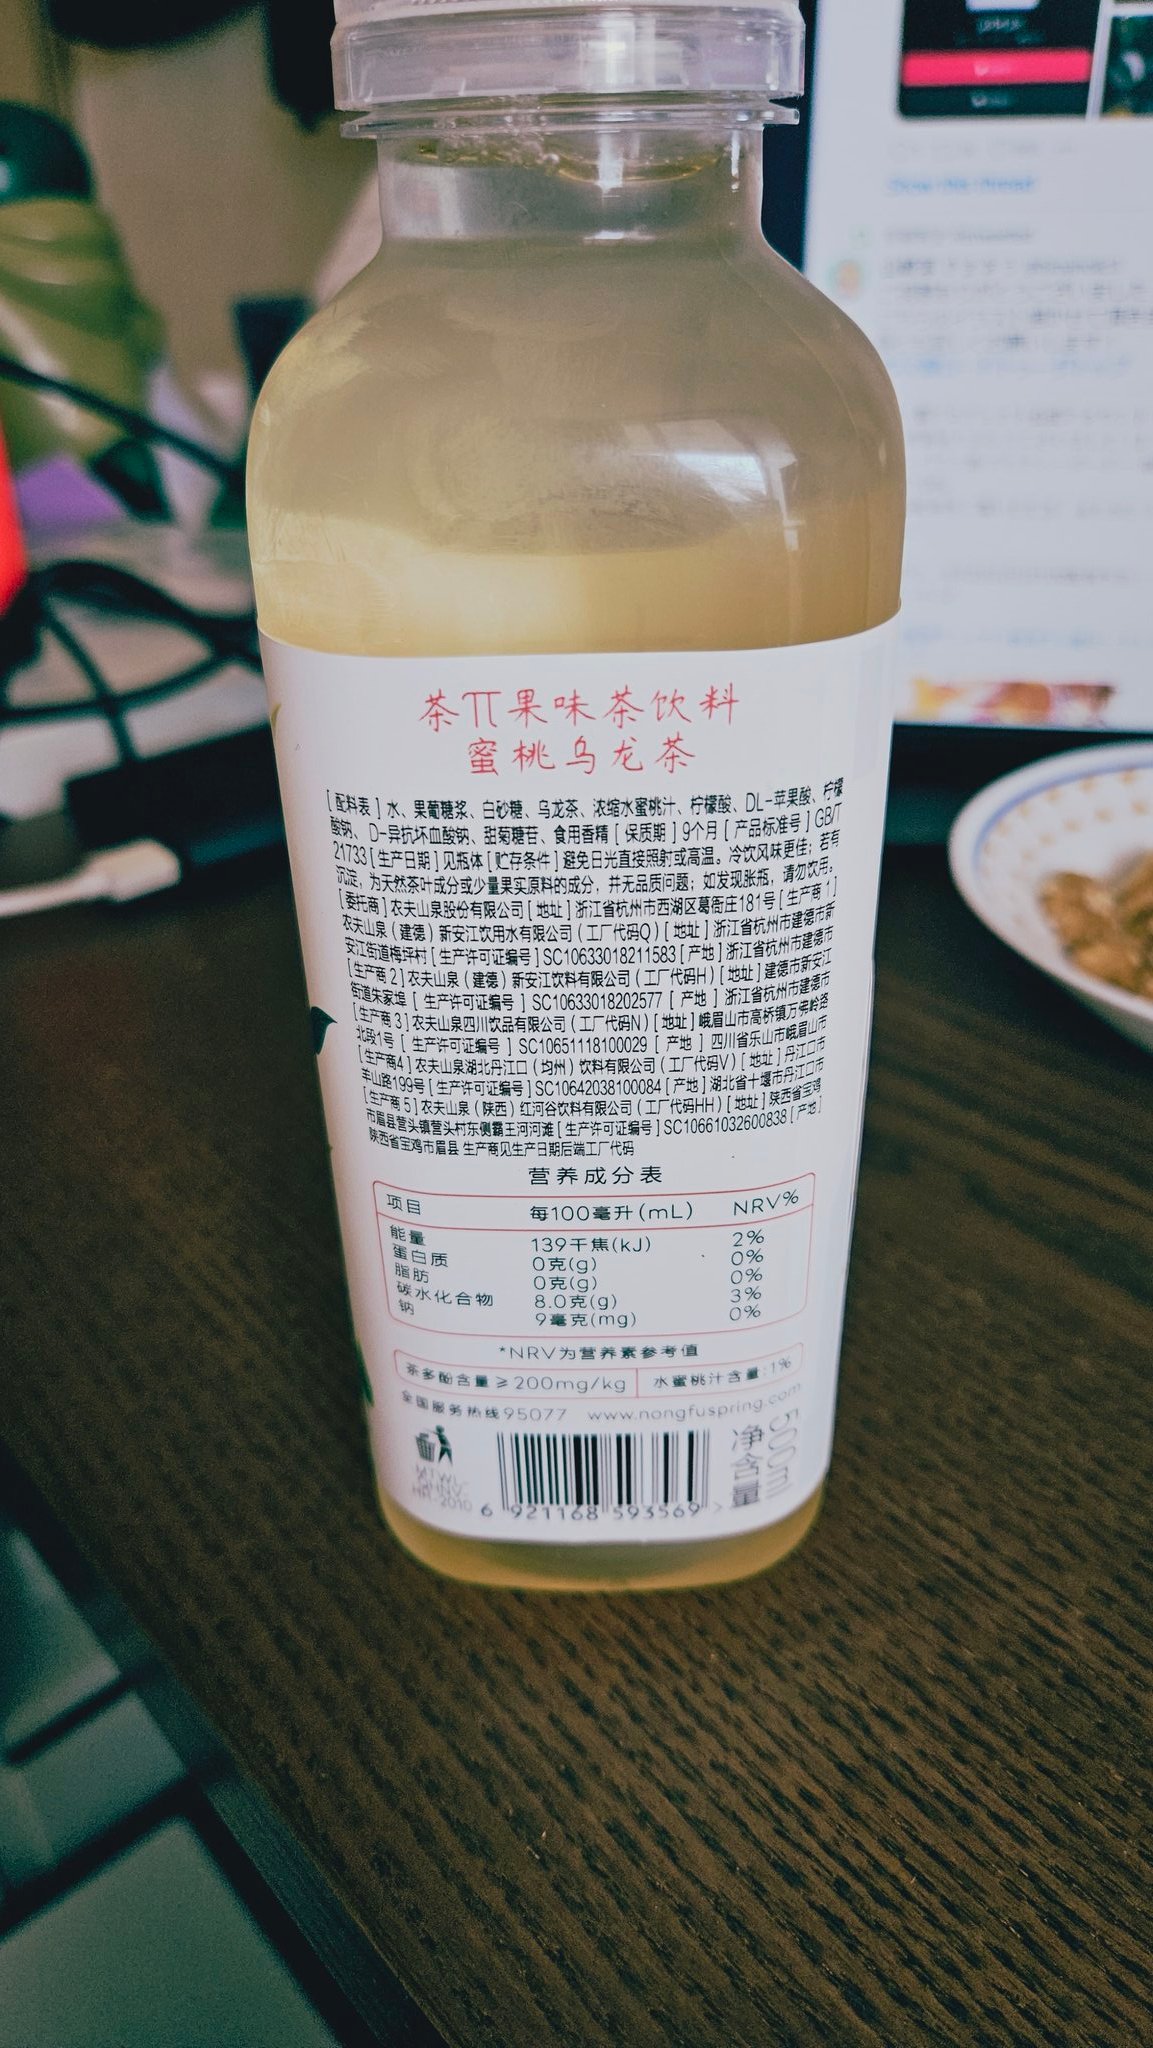 茶π果味茶饮料
蜜桃乌龙茶
[ 配料表 ] 水、果葡糖浆、白砂糖、乌龙茶、浓缩水蜜桃汁、柠檬酸、DL-苹果酸、柠檬
酸钠、D-异抗坏血酸钠、甜菊糖苷、食用香精 [ 保质期 ] 9个月 [ 产品标准号 ] GB/T
21733 [ 生产日期 ] 见瓶体 [ 贮存条件 ] 避免日光直接照射或高温。冷饮风味更佳；若有
沉淀，为天然茶叶成分或少量果实原料的成分，并无品质问题；如发现胀瓶，请勿饮用。
[ 委托商 ] 农夫山泉股份有限公司 [ 地址 ] 浙江省杭州市西湖区葛衙庄181号 [ 生产商 1 ]
农夫山泉（建德）新安江饮用水有限公司（工厂代码Q）[ 地址 ] 浙江省杭州市建德市新
安江街道梅坪村 [ 生产许可证编号 ] SC10633018211583 [ 产地 ] 浙江省杭州市建德市
[ 生产商 2 ] 农夫山泉（建德）新安江饮料有限公司（工厂代码H）[ 地址 ] 建德市新安江
街道朱家埠 [ 生产许可证编号 ] SC10633018202577 [ 产地 ] 浙江省杭州市建德市
[ 生产商 3 ] 农夫山泉四川饮品有限公司（工厂代码N）[ 地址 ] 峨眉山市高桥镇万佛岭路
北段1号 [ 生产许可证编号 ] SC10651118100029 [ 产地 ] 四川省乐山市峨眉山市
[ 生产商4 ] 农夫山泉湖北丹江口（均州）饮料有限公司（工厂代码V）[ 地址 ] 丹江口市
羊山路199号 [ 生产许可证编号 ] SC10642038100084 [ 产地 ] 湖北省十堰市丹江口市
[ 生产商 5 ] 农夫山泉（陕西）红河谷饮料有限公司（工厂代码HH）[ 地址 ] 陕西省宝鸡
市眉县营头镇营头村东侧霸王河河滩 [ 生产许可证编号 ] SC10661032600838 [ 产地 ]
陕西省宝鸡市眉县 生产商见生产日期后端工厂代码
营养成分表
项目 每100毫升(mL) NRV%
能量 139千焦(kJ) 2%
蛋白质 0克(g) 0%
脂肪 0克(g) 0%
碳水化合物 8.0克(g) 3%
钠 9毫克(mg) 0%
*NRV为营养素参考值
茶多酚含量≥200mg/kg 水蜜桃汁含量:1%
全国服务热线95077 www.nongfuspring.com
净含量 500ml
6 921168 593569 >